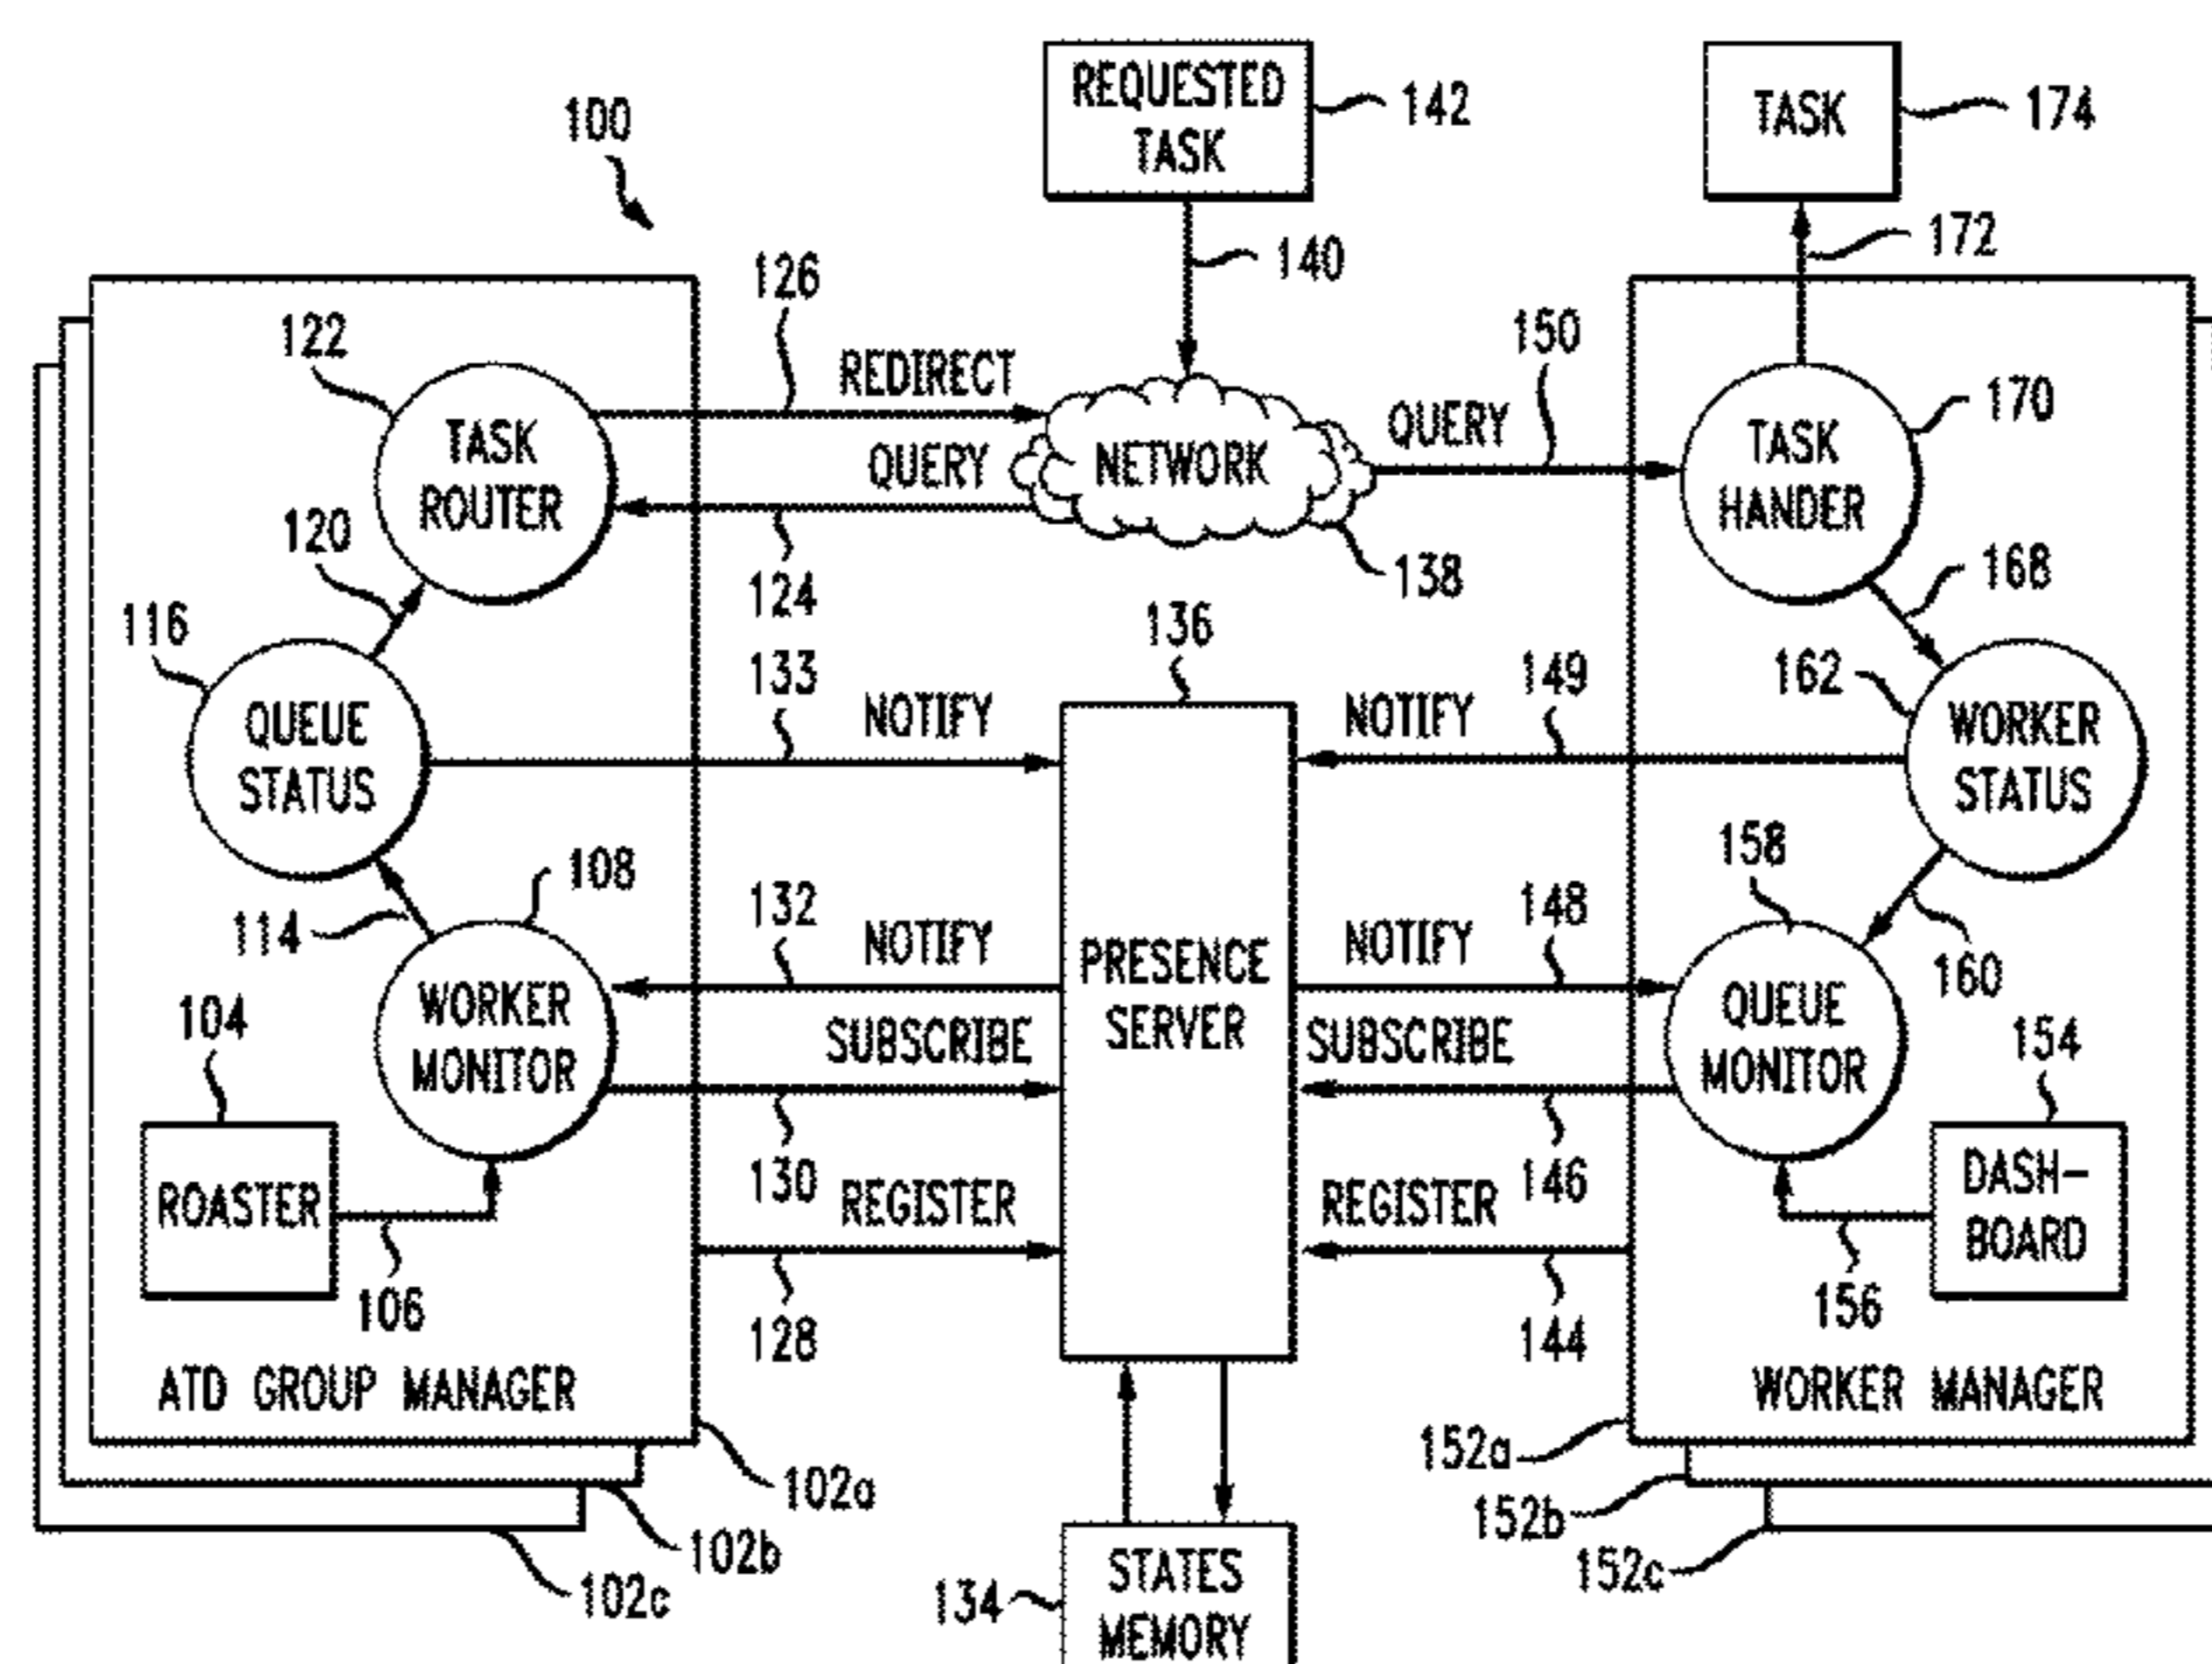 REQUESTED
TASK
142
TASK
174
100
140
172
126
150
122
REDIRECT
QUERY
170
TASK
ROUTER
QUERY
NETWORK
TASK
HANDER
120
124
138
168
116
136
133
NOTIFY
NOTIFY
149
162
QUEUE
STATUS
WORKER
STATUS
158
108
132
148
114
NOTIFY
NOTIFY
160
WORKER
MONITOR
PRESENCE
SERVER
QUEUE
MONITOR
104
SUBSCRIBE
SUBSCRIBE
154
ROASTER
130
146
DASH-
BOARD
REGISTER
REGISTER
106
128
144
156
ATD GROUP MANAGER
WORKER MANAGER
102a
152a
102b
152b
102c
152c
134
STATES
MEMORY